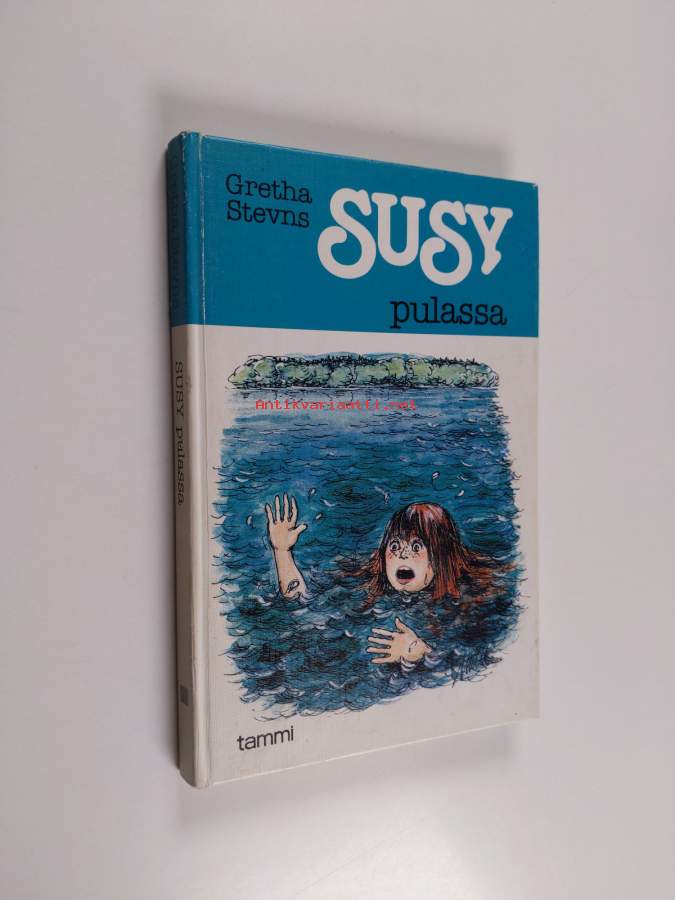 Gretha
Stevns
SUSY
pulassa
Antikvariaatti.net
tammi
SUSY pulassa